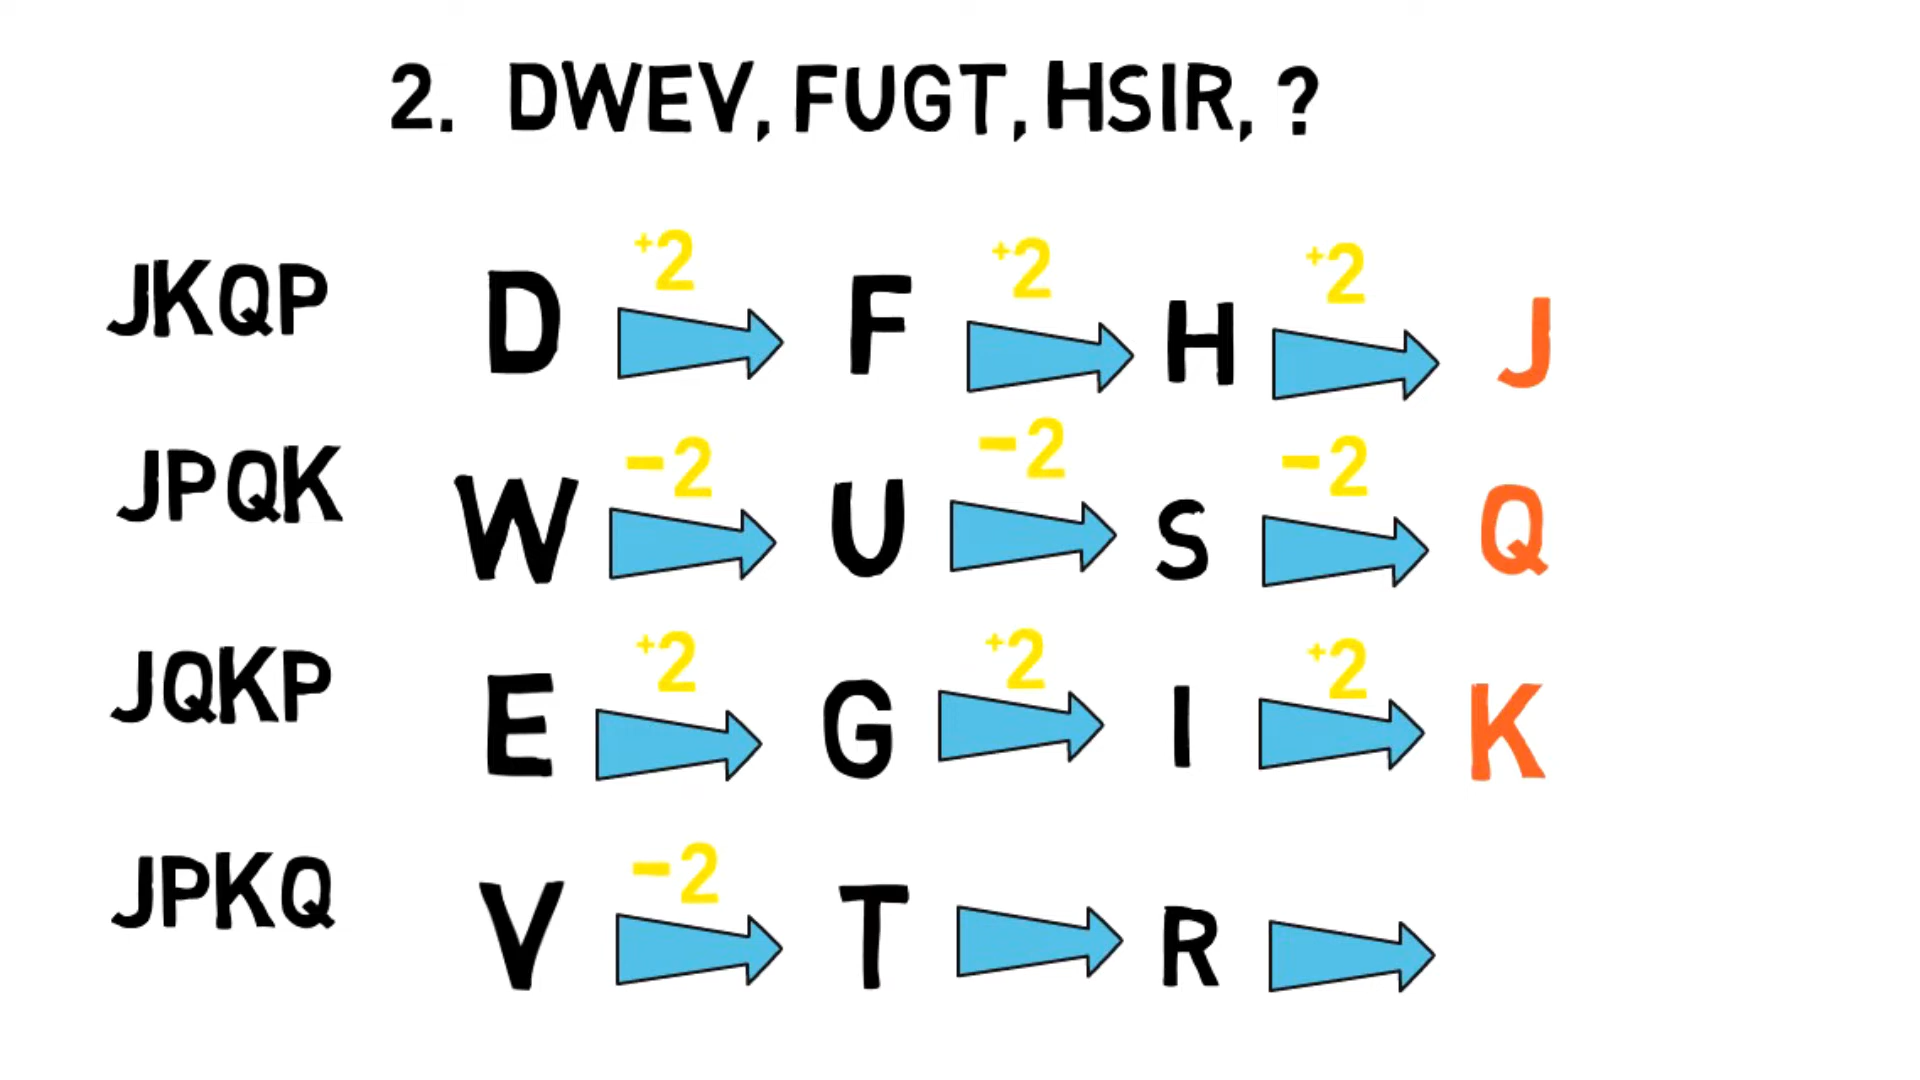 2. DWEV, FUGT, HSIR, ?
+2 +2 +2
JKQP D F H J
-2 -2 -2
JPQK W U S Q
+2 +2 +2
JQKP E G I K
-2
JPKQ V T R